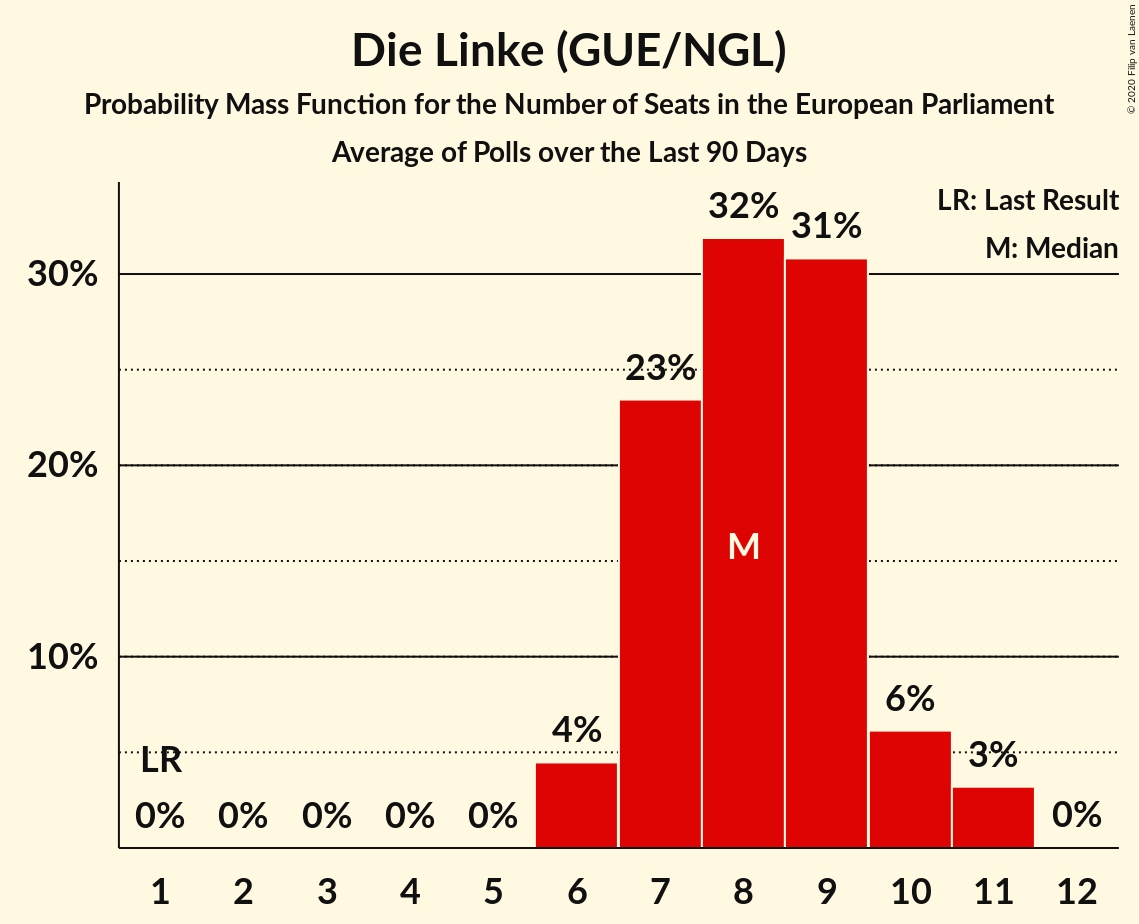 Die Linke (GUE/NGL)
Probability Mass Function for the Number of Seats in the European Parliament
Average of Polls over the Last 90 Days
© 2020 Filip van Laenen
LR: Last Result
M: Median
32%
31%
30%
23%
20%
M
10%
6%
4%
3%
LR
0%
0%
0%
0%
0%
0%
1 2 3 4 5 6 7 8 9 10 11 12